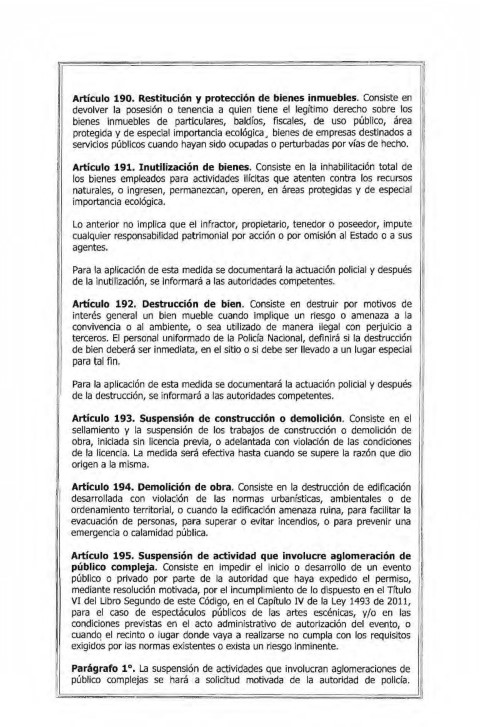 Artículo 190. Restitución y protección de bienes inmuebles. Consiste en
devolver la posesión o tenencia a quien tiene el legítimo derecho sobre los
bienes inmuebles de particulares, baldíos, fiscales, de uso público, área
protegida y de especial importancia ecológica, bienes de empresas destinados a
servicios públicos cuando hayan sido ocupadas o perturbadas por vías de hecho.
Artículo 191. Inutilización de bienes. Consiste en la inhabilitación total de
los bienes empleados para actividades ilícitas que atenten contra los recursos
naturales, o ingresen, permanezcan, operen, en áreas protegidas y de especial
importancia ecológica.
Lo anterior no implica que el infractor, propietario, tenedor o poseedor, impute
cualquier responsabilidad patrimonial por acción o por omisión al Estado o a sus
agentes.
Para la aplicación de esta medida se documentará la actuación policial y después
de la inutilización, se informará a las autoridades competentes.
Artículo 192. Destrucción de bien. Consiste en destruir por motivos de
interés general un bien mueble cuando implique un riesgo o amenaza a la
convivencia o al ambiente, o sea utilizado de manera ilegal con perjuicio a
terceros. El personal uniformado de la Policía Nacional, definirá si la destrucción
de bien deberá ser inmediata, en el sitio o si debe ser llevado a un lugar especial
para tal fin.
Para la aplicación de esta medida se documentará la actuación policial y después
de la destrucción, se informará a las autoridades competentes.
Artículo 193. Suspensión de construcción o demolición. Consiste en el
sellamiento y la suspensión de los trabajos de construcción o demolición de
obra, iniciada sin licencia previa, o adelantada con violación de las condiciones
de la licencia. La medida será efectiva hasta cuando se supere la razón que dio
origen a la misma.
Artículo 194. Demolición de obra. Consiste en la destrucción de edificación
desarrollada con violación de las normas urbanísticas, ambientales o de
ordenamiento territorial, o cuando la edificación amenaza ruina, para facilitar la
evacuación de personas, para superar o evitar incendios, o para prevenir una
emergencia o calamidad pública.
Artículo 195. Suspensión de actividad que involucre aglomeración de
público compleja. Consiste en impedir el inicio o desarrollo de un evento
público o privado por parte de la autoridad que haya expedido el permiso,
mediante resolución motivada, por el incumplimiento de lo dispuesto en el Título
VI del Libro Segundo de este Código, en el Capítulo IV de la Ley 1493 de 2011,
para el caso de espectáculos públicos de las artes escénicas, y/o en las
condiciones previstas en el acto administrativo de autorización del evento, o
cuando el recinto o lugar donde vaya a realizarse no cumpla con los requisitos
exigidos por las normas existentes o exista un riesgo inminente.
Parágrafo 1°. La suspensión de actividades que involucran aglomeraciones de
público complejas se hará a solicitud motivada de la autoridad de policía.